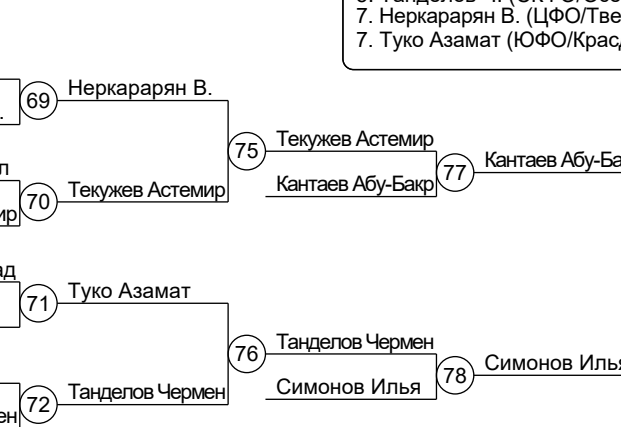 7. Неркарарян В. (ЦФО/Тве
7. Туко Азамат (ЮФО/Красд
69
Неркарарян В.
75
Текужев Астемир
77
Кантаев Абу-Ба
Кантаев Абу-Бакр
70
Текужев Астемир
71
Туко Азамат
76
Танделов Чермен
78
Симонов Илья
Симонов Илья
72
Танделов Чермен